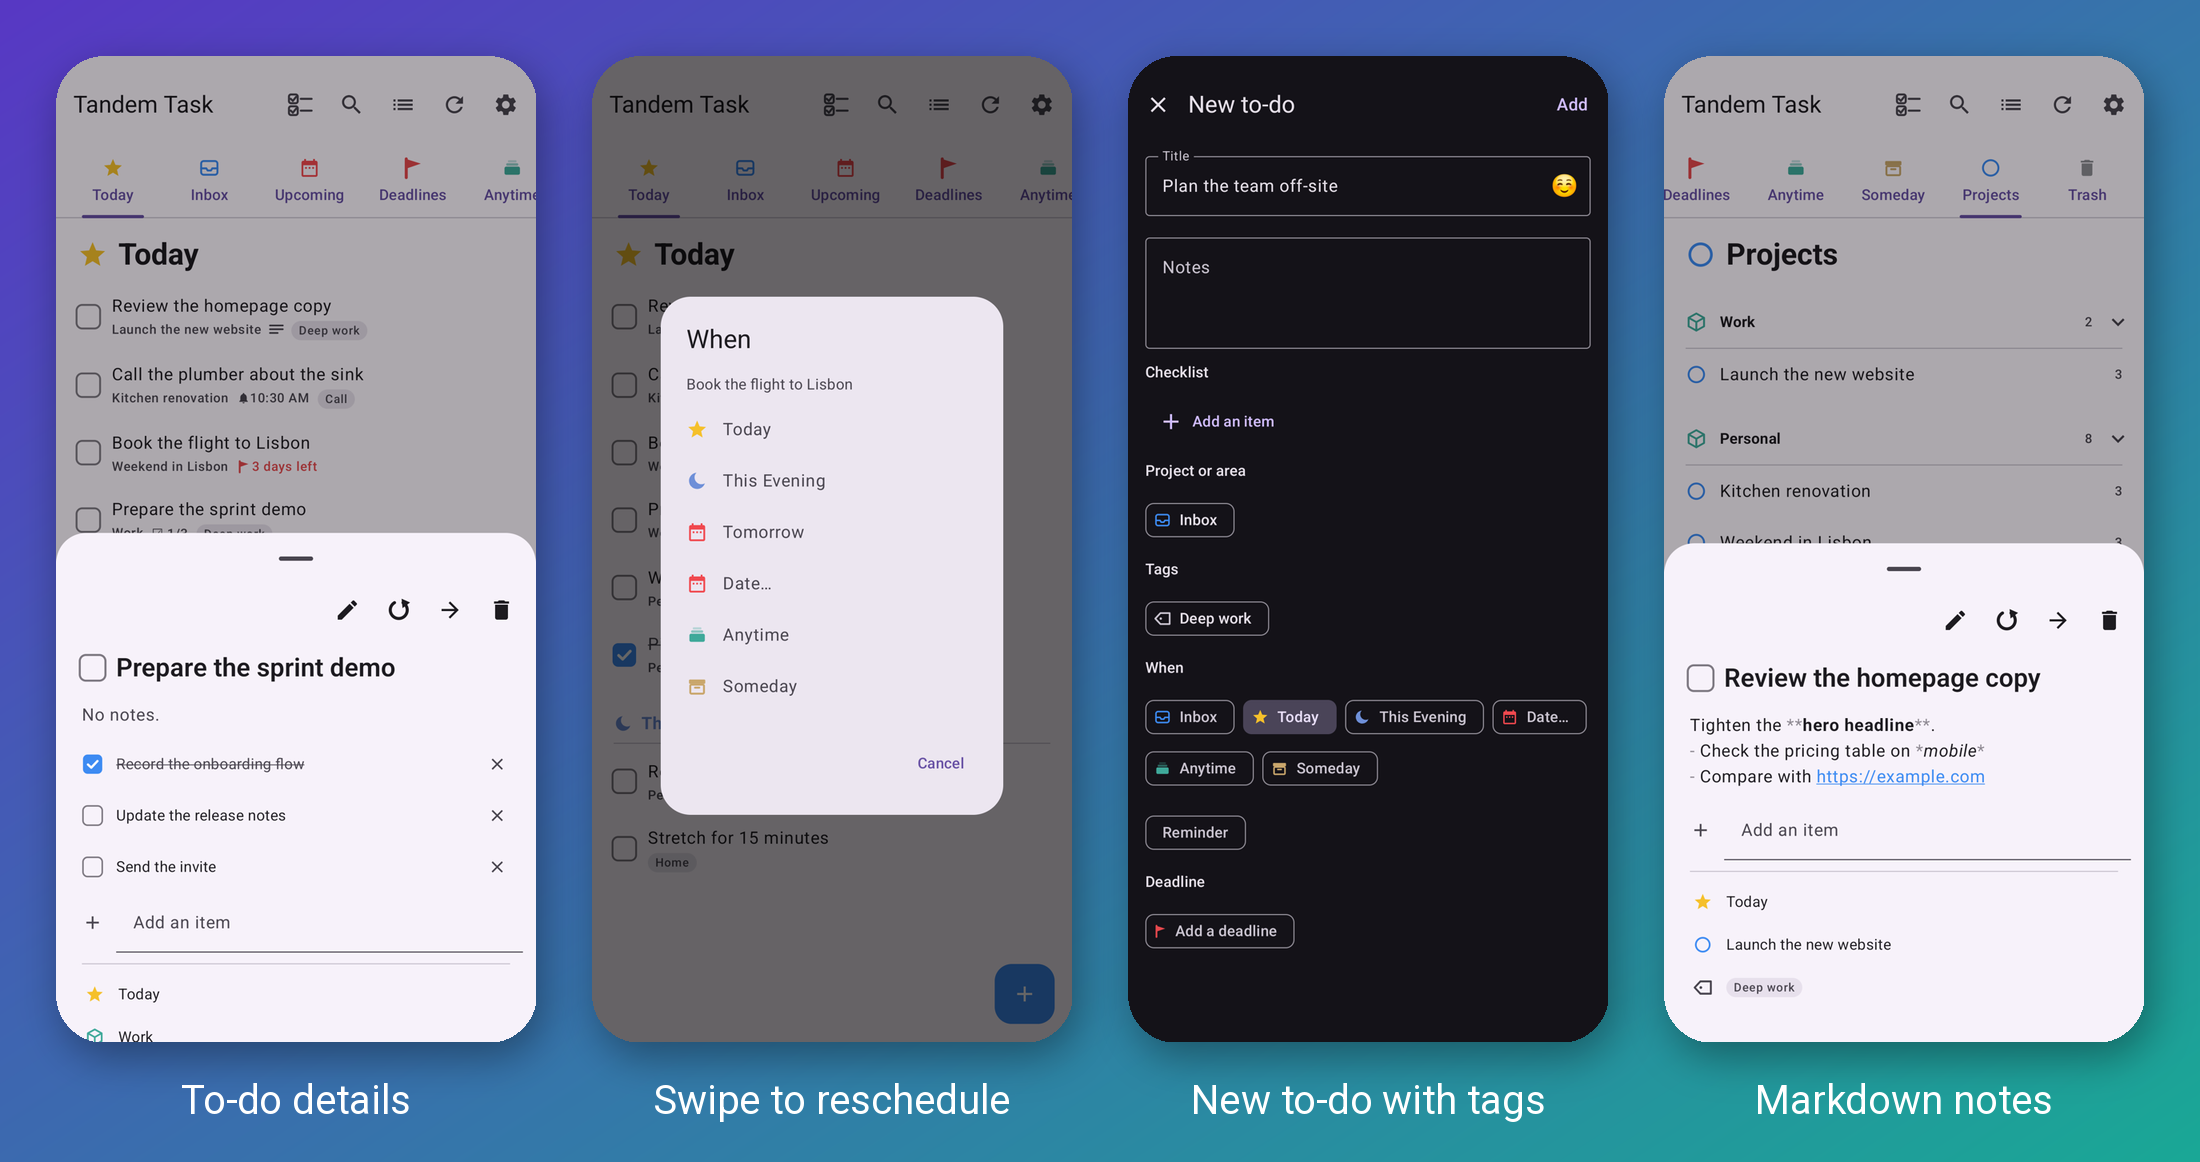 Tandem Task
Today
Inbox
Upcoming
Deadlines
Anytime
Today
Review the homepage copy
Launch the new website
Deep work
Call the plumber about the sink
Kitchen renovation
10:30 AM
Call
Book the flight to Lisbon
Weekend in Lisbon
3 days left
Prepare the sprint demo
Work
1/3
Deep work
Prepare the sprint demo
No notes.
Record the onboarding flow
Update the release notes
Send the invite
Add an item
Today
Work
To-do details
Tandem Task
Today
Inbox
Upcoming
Deadlines
Anytime
Today
When
Book the flight to Lisbon
Today
This Evening
Tomorrow
Date...
Anytime
Someday
Cancel
Stretch for 15 minutes
Home
Swipe to reschedule
New to-do
Add
Title
Plan the team off-site
Notes
Checklist
Add an item
Project or area
Inbox
Tags
Deep work
When
Inbox
Today
This Evening
Date...
Anytime
Someday
Reminder
Deadline
Add a deadline
New to-do with tags
Tandem Task
Deadlines
Anytime
Someday
Projects
Trash
Projects
Work
2
Launch the new website
3
Personal
8
Kitchen renovation
3
Weekend in Lisbon
3
Review the homepage copy
Tighten the **hero headline**.
- Check the pricing table on *mobile*
- Compare with https://example.com
Add an item
Today
Launch the new website
Deep work
Markdown notes